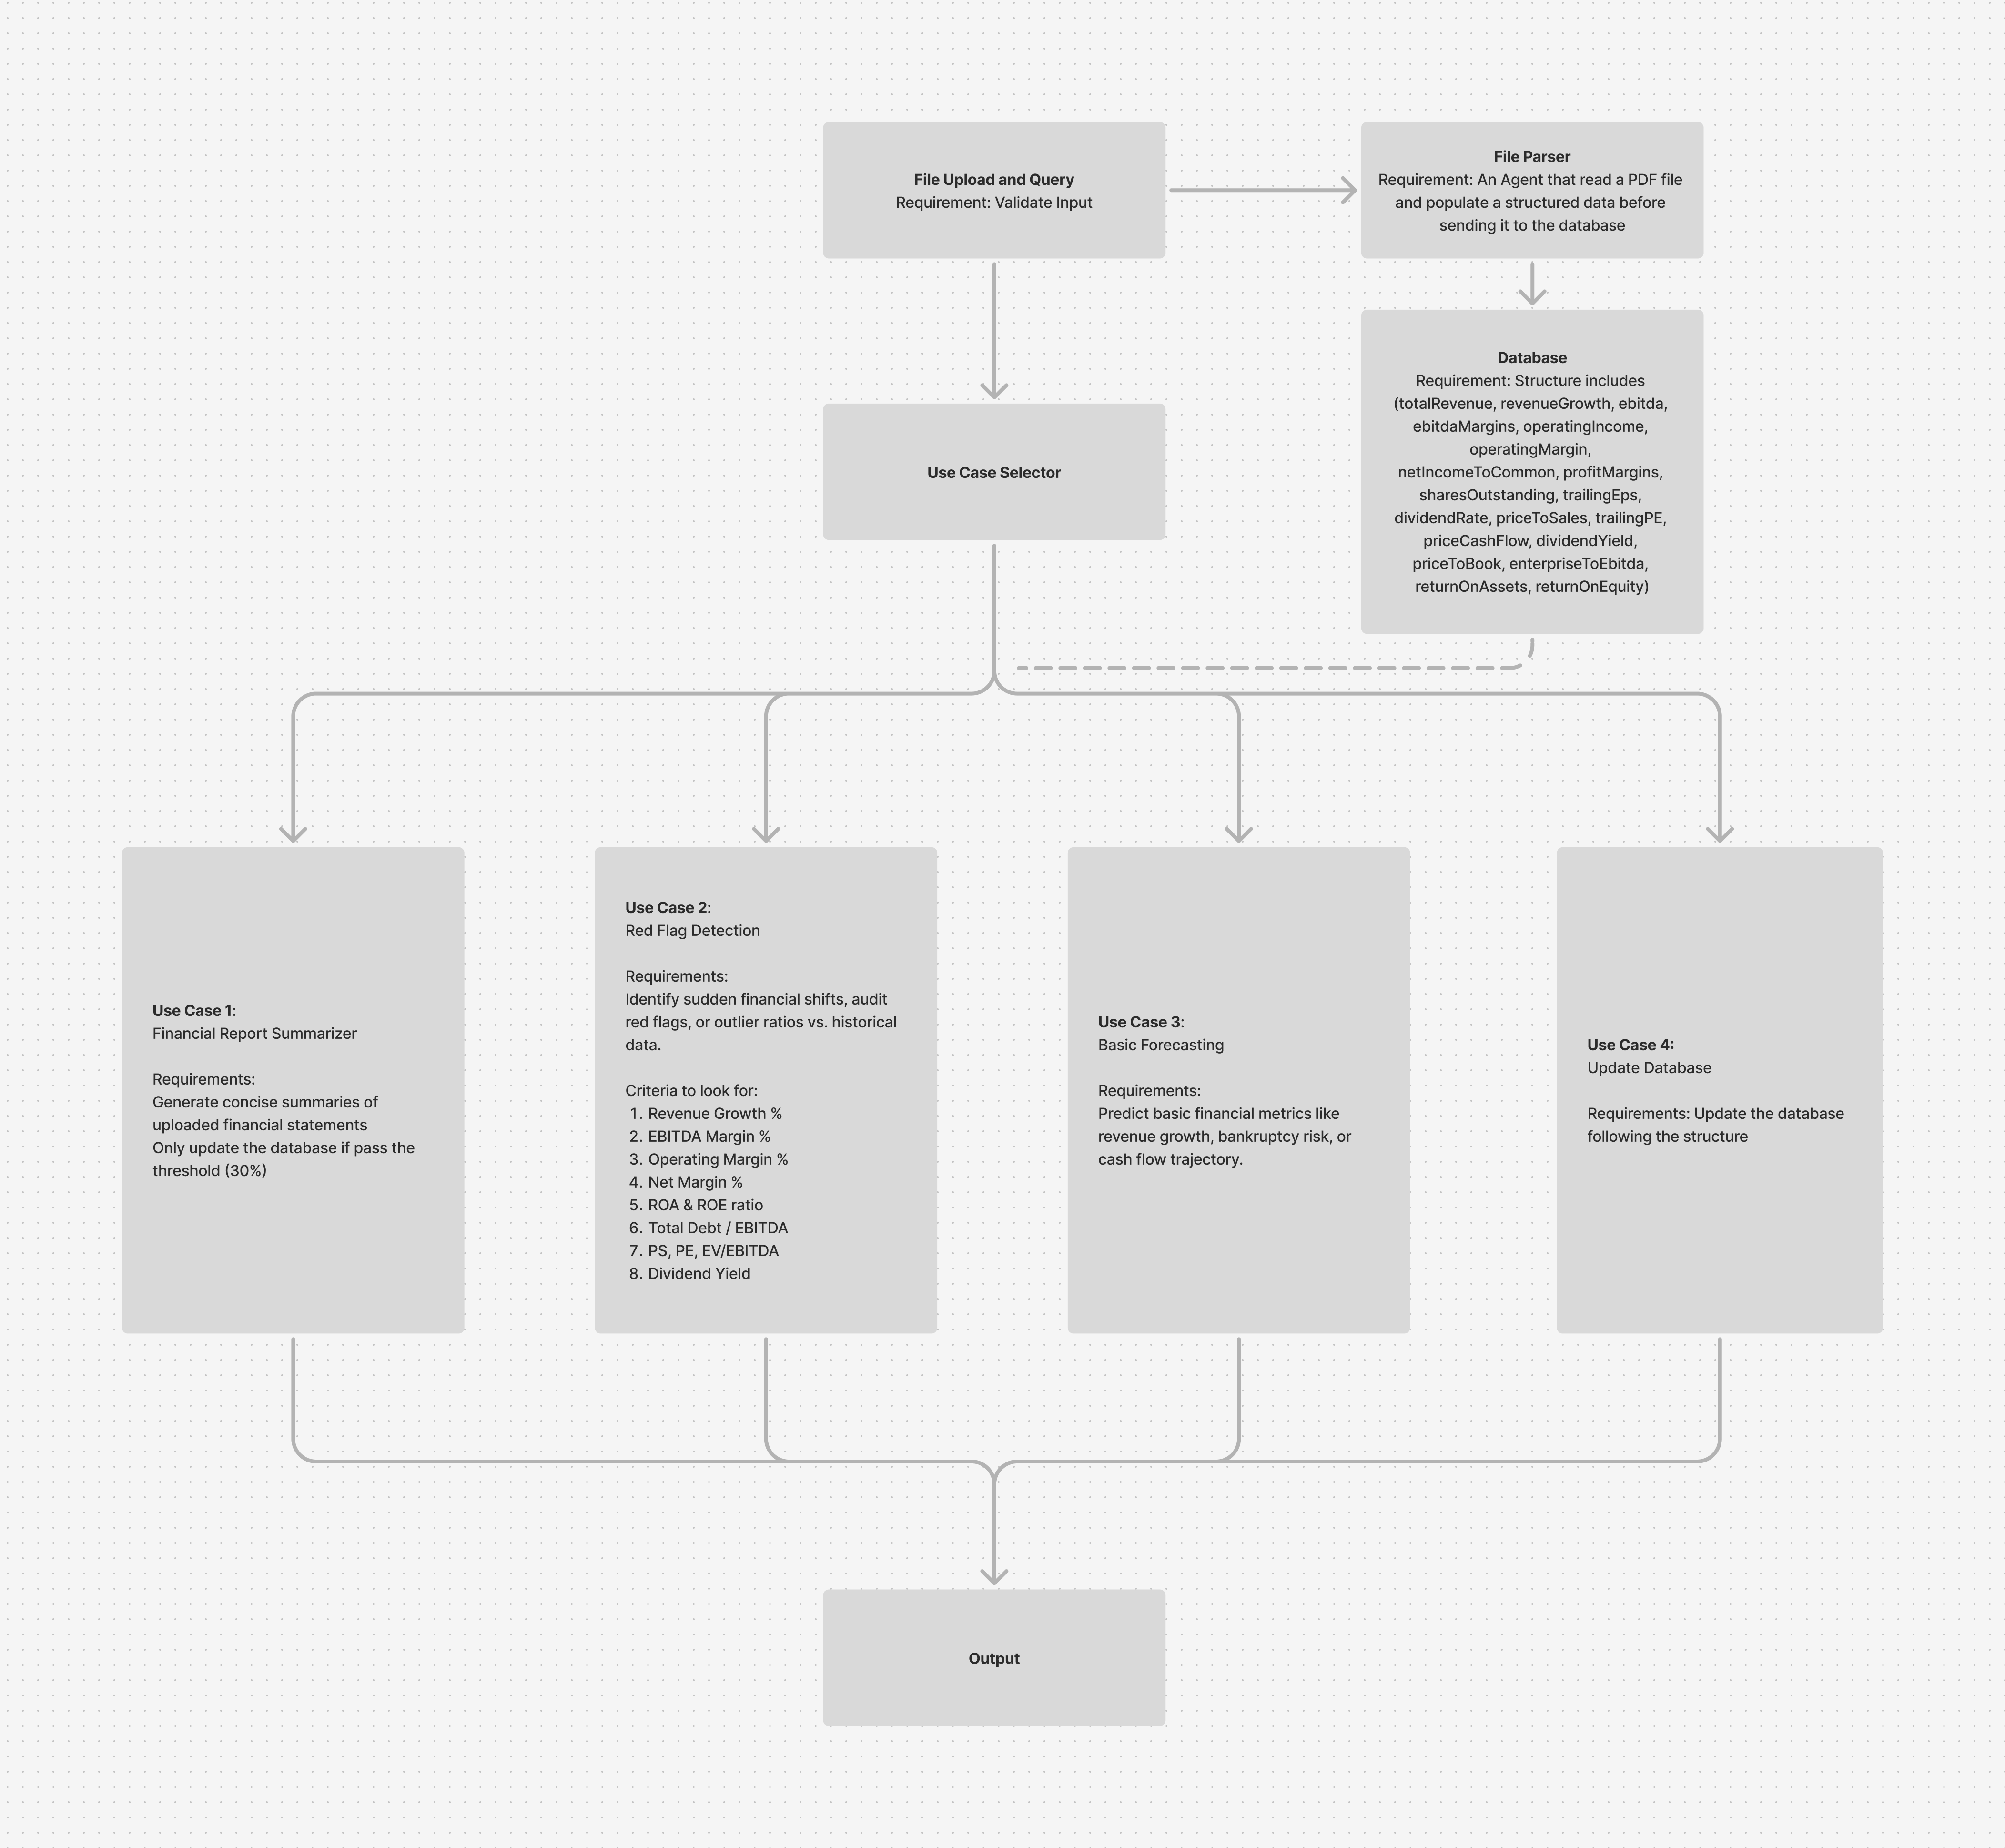 File Upload and Query
Requirement: Validate Input
File Parser
Requirement: An Agent that read a PDF file
and populate a structured data before
sending it to the database
Database
Requirement: Structure includes
(totalRevenue, revenueGrowth, ebitda,
ebitdaMargins, operatingIncome,
operatingMargin,
netIncomeToCommon, profitMargins,
sharesOutstanding, trailingEps,
dividendRate, priceToSales, trailingPE,
priceCashFlow, dividendYield,
priceToBook, enterpriseToEbitda,
returnOnAssets, returnOnEquity)
Use Case Selector
Use Case 1:
Financial Report Summarizer
Requirements:
Generate concise summaries of
uploaded financial statements
Only update the database if pass the
threshold (30%)
Use Case 2:
Red Flag Detection
Requirements:
Identify sudden financial shifts, audit
red flags, or outlier ratios vs. historical
data.
Criteria to look for:
1. Revenue Growth %
2. EBITDA Margin %
3. Operating Margin %
4. Net Margin %
5. ROA & ROE ratio
6. Total Debt / EBITDA
7. PS, PE, EV/EBITDA
8. Dividend Yield
Use Case 3:
Basic Forecasting
Requirements:
Predict basic financial metrics like
revenue growth, bankruptcy risk, or
cash flow trajectory.
Use Case 4:
Update Database
Requirements: Update the database
following the structure
Output